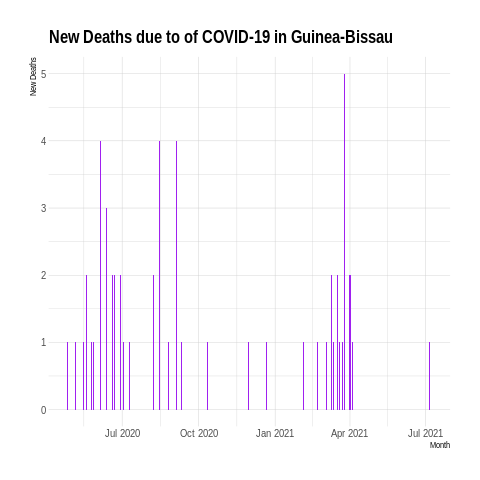 New Deaths due to of COVID-19 in Guinea-Bissau
New Deaths
5
4
3
2
1
0
Jul 2020 Oct 2020 Jan 2021 Apr 2021 Jul 2021
Month